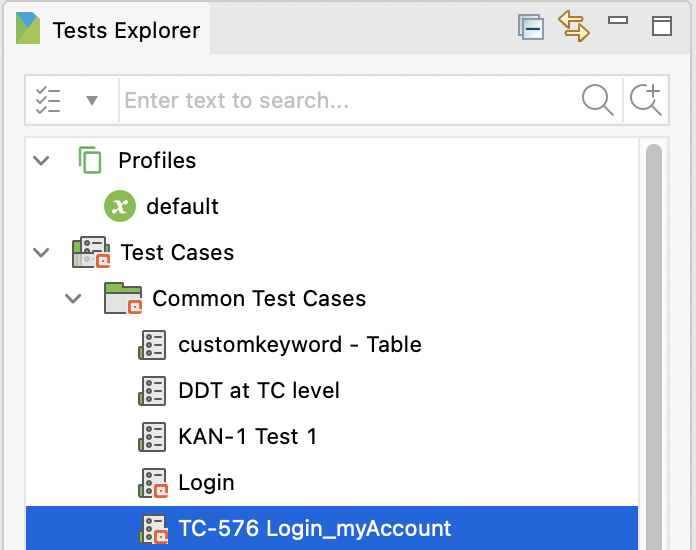 Tests Explorer
Enter text to search...
Profiles
x
default
Test Cases
Common Test Cases
customkeyword - Table
DDT at TC level
KAN-1 Test 1
Login
TC-576 Login_myAccount